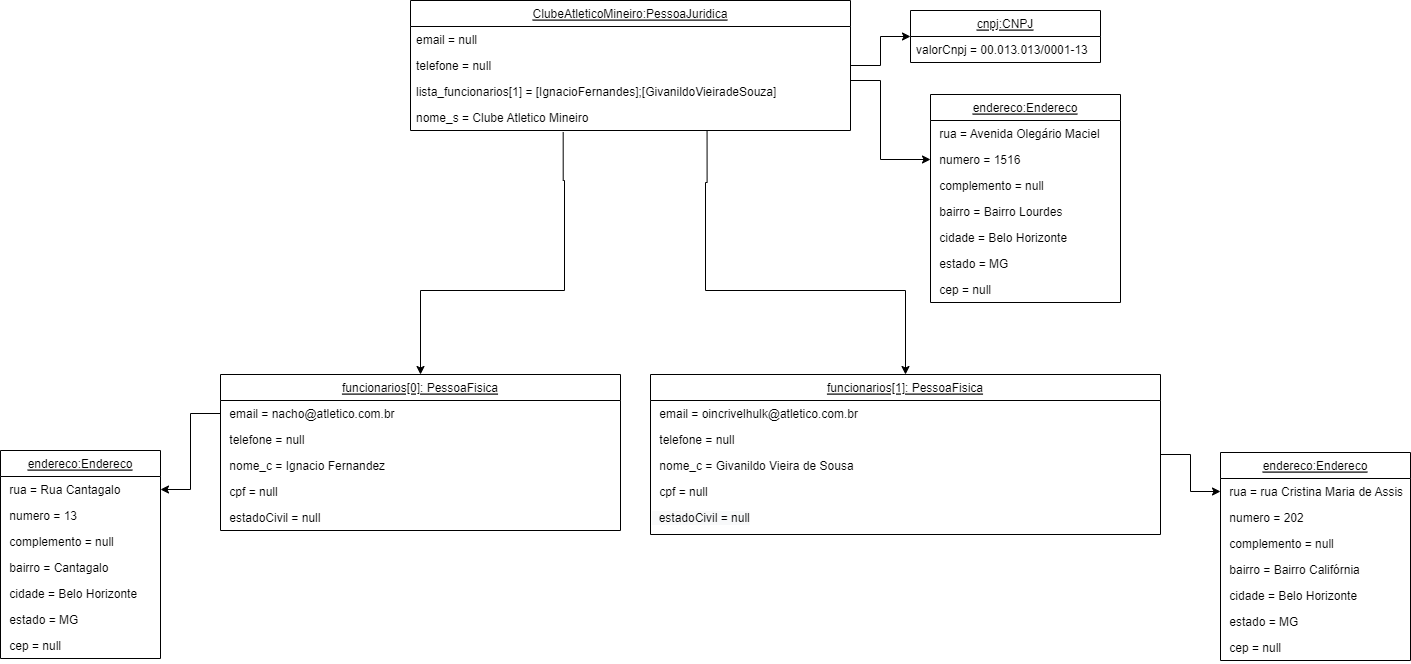 ClubeAtleticoMineiro:PessoaJuridica
email = null
telefone = null
lista_funcionarios[1] = [IgnacioFernandes];[GivanildoVieiradeSouza]
nome_s = Clube Atletico Mineiro
cnpj:CNPJ
valorCnpj = 00.013.013/0001-13
endereco:Endereco
rua = Avenida Olegário Maciel
numero = 1516
complemento = null
bairro = Bairro Lourdes
cidade = Belo Horizonte
estado = MG
cep = null
funcionarios[0]: PessoaFisica
email = nacho@atletico.com.br
telefone = null
nome_c = Ignacio Fernandez
cpf = null
estadoCivil = null
funcionarios[1]: PessoaFisica
email = oincrivelhulk@atletico.com.br
telefone = null
nome_c = Givanildo Vieira de Sousa
cpf = null
estadoCivil = null
endereco:Endereco
rua = Rua Cantagalo
numero = 13
complemento = null
bairro = Cantagalo
cidade = Belo Horizonte
estado = MG
cep = null
endereco:Endereco
rua = rua Cristina Maria de Assis
numero = 202
complemento = null
bairro = Bairro Califórnia
cidade = Belo Horizonte
estado = MG
cep = null